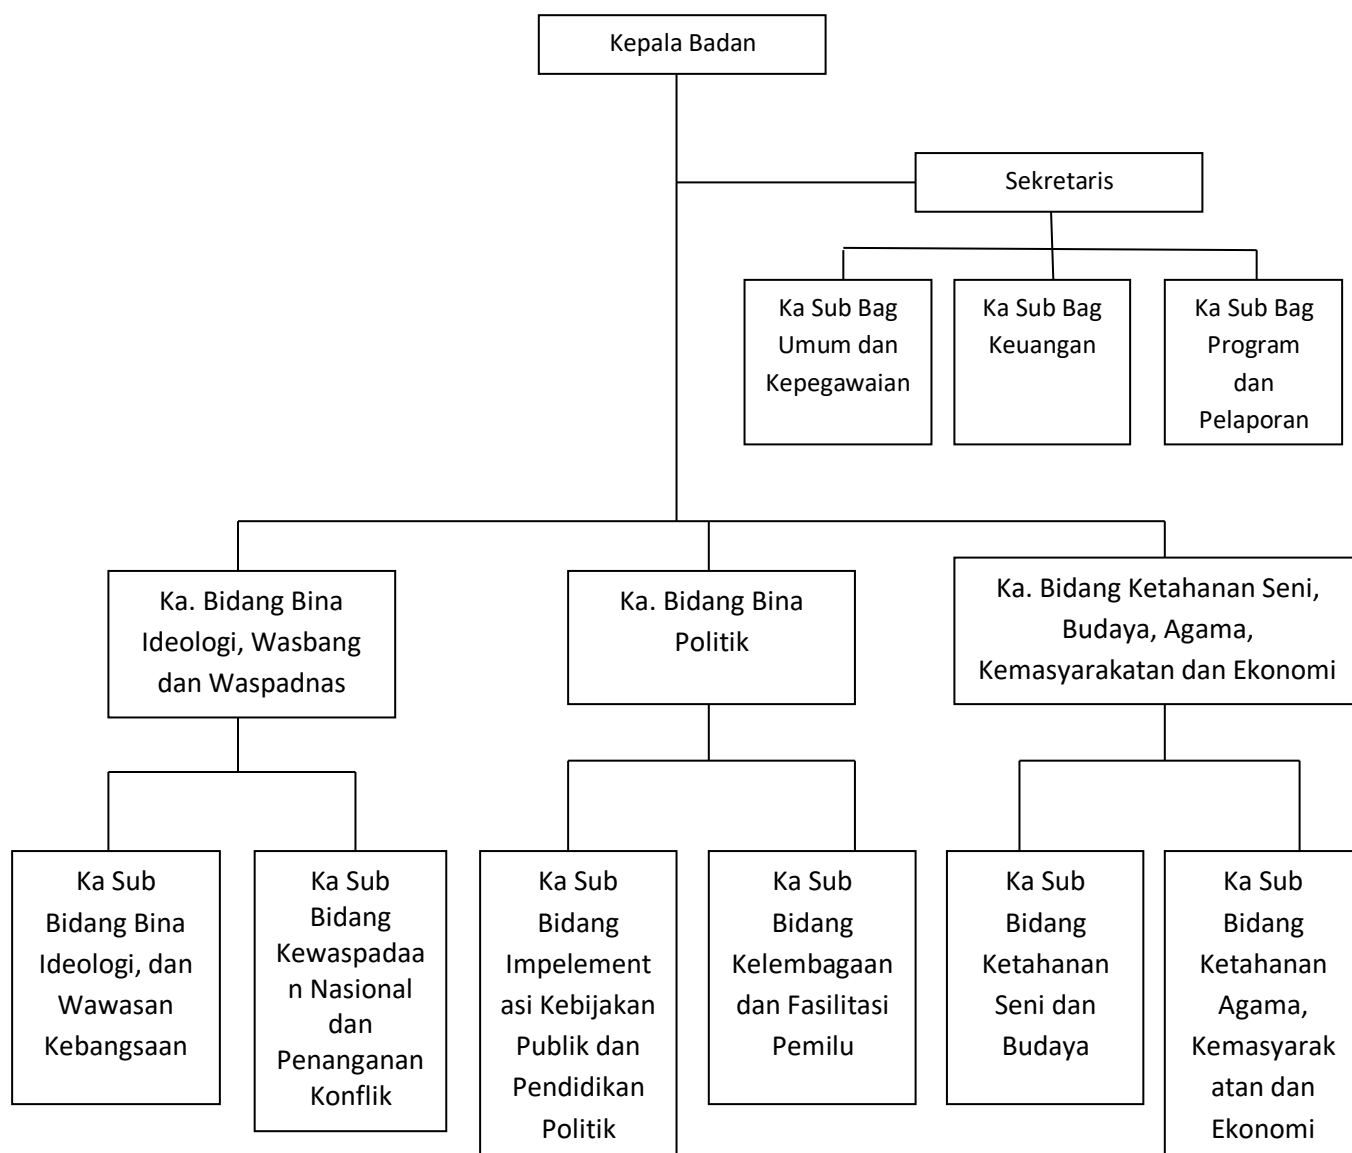 Kepala Badan
Sekretaris
Ka Sub Bag
Umum dan
Kepegawaian
Ka Sub Bag
Keuangan
Ka Sub Bag
Program
dan
Pelaporan
Ka. Bidang Bina
Ideologi, Wasbang
dan Waspadnas
Ka. Bidang Bina
Politik
Ka. Bidang Ketahanan Seni,
Budaya, Agama,
Kemasyarakatan dan Ekonomi
Ka Sub
Bidang Bina
Ideologi, dan
Wawasan
Kebangsaan
Ka Sub
Bidang
Kewaspadaa
n Nasional
dan
Penanganan
Konflik
Ka Sub
Bidang
Impelement
asi Kebijakan
Publik dan
Pendidikan
Politik
Ka Sub
Bidang
Kelembagaan
dan Fasilitasi
Pemilu
Ka Sub
Bidang
Ketahanan
Seni dan
Budaya
Ka Sub
Bidang
Ketahanan
Agama,
Kemasyarak
atan dan
Ekonomi